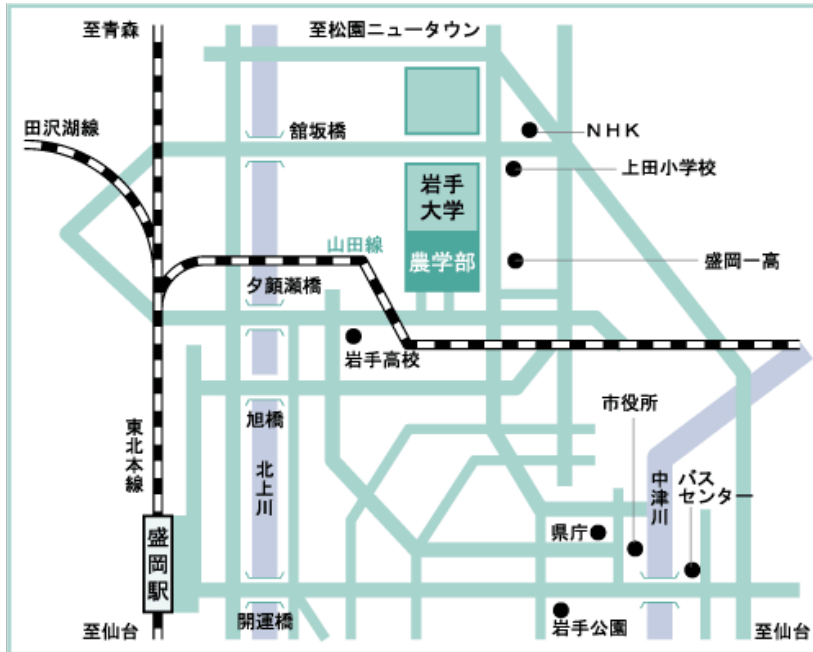 至青森
至松園ニュータウン
田沢湖線
舘坂橋
NHK
上田小学校
岩手
大学
山田線
農学部
盛岡一高
夕顔瀬橋
岩手高校
市役所
旭橋
東北本線
北上川
中津川
バス
センター
県庁
盛岡駅
開運橋
岩手公園
至仙台
至仙台